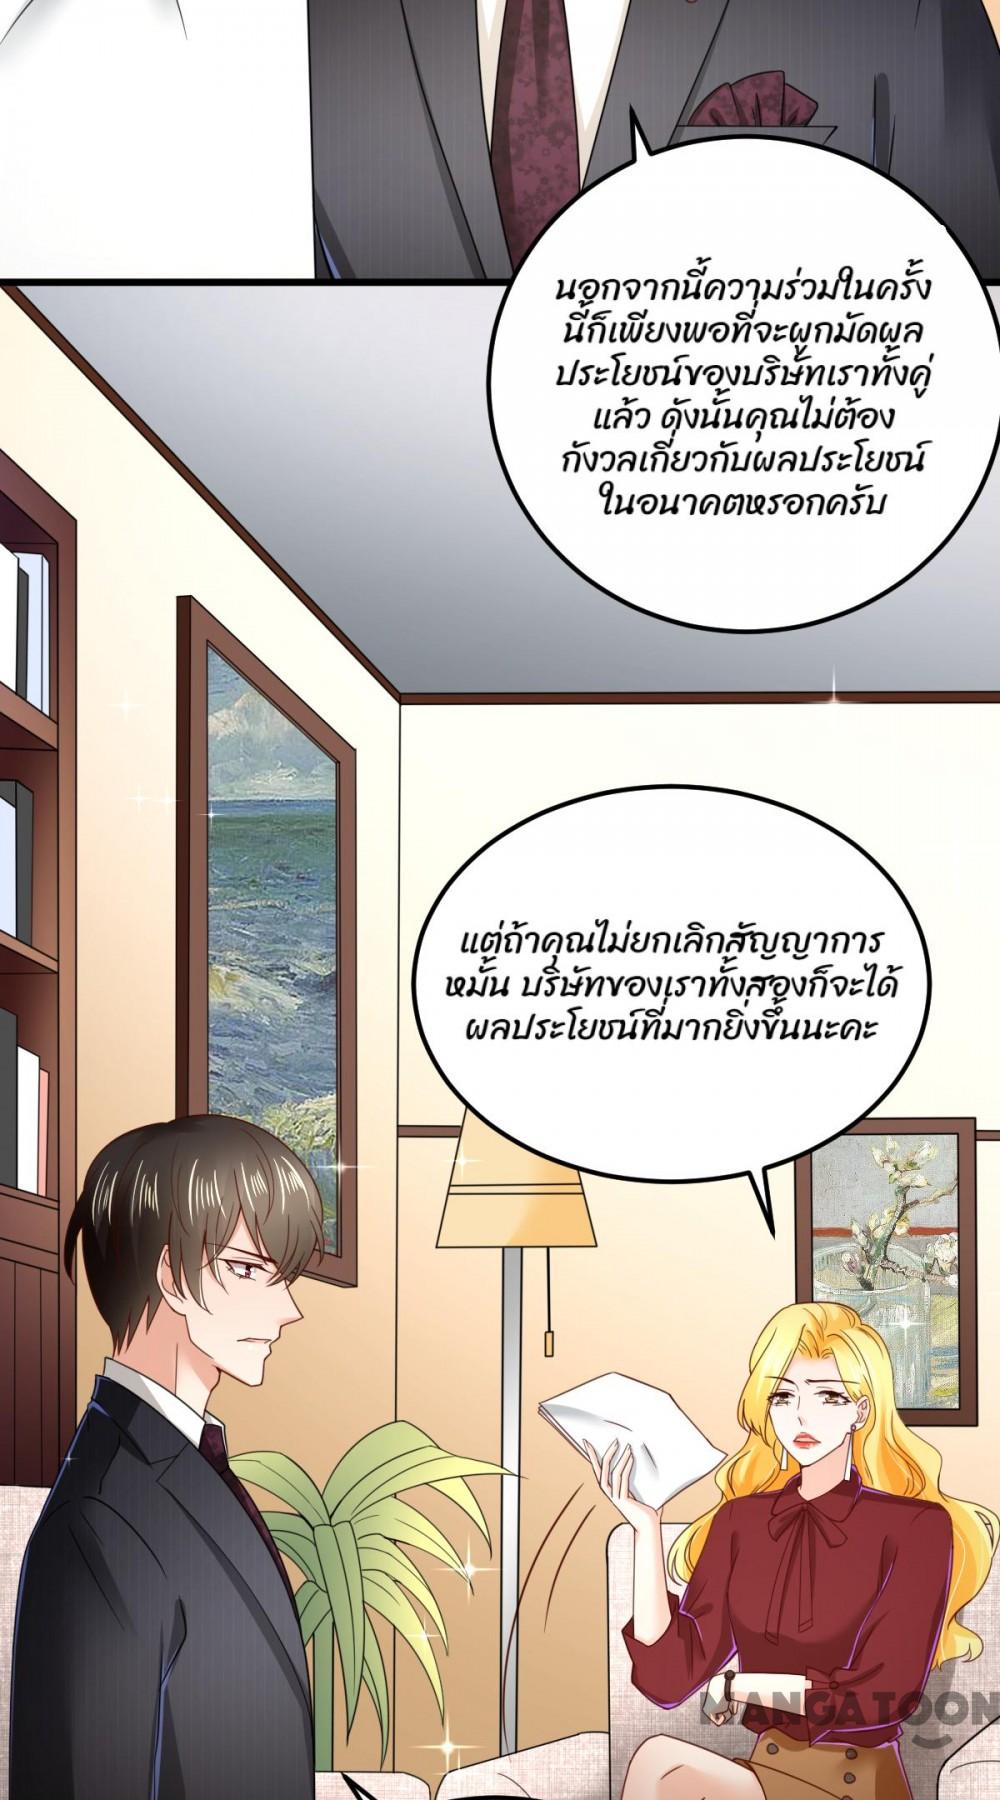 นอกจากนี้ความร่วมในครั้ง
นี้ก็เพียงพอที่จะผูกมัดผล
ประโยชน์ของบริษัทเราทั้งคู่
แล้ว ดังนั้นคุณไม่ต้อง
กังวลเกี่ยวกับผลประโยชน์
ในอนาคตหรอกครับ
แต่ถ้าคุณไม่ยกเลิกสัญญาการ
หมั้น บริษัทของเราทั้งสองก็จะได้
ผลประโยชน์ที่มากยิ่งขึ้นนะคะ
MANGATOON